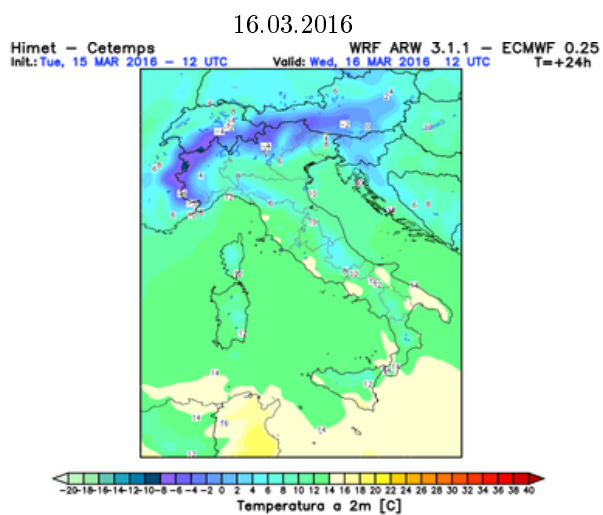 16.03.2016
Himet – Cetemps WRF ARW 3.1.1 – ECMWF 0.25
Init.: Tue, 15 MAR 2016 – 12 UTC Valid: Wed, 16 MAR 2016 12 UTC T=+24h
-20 -18 -16 -14 -12 -10 -8 -6 -4 -2 0 2 4 6 8 10 12 14 16 18 20 22 24 26 28 30 32 34 36 38 40
Temperatura a 2m [C]